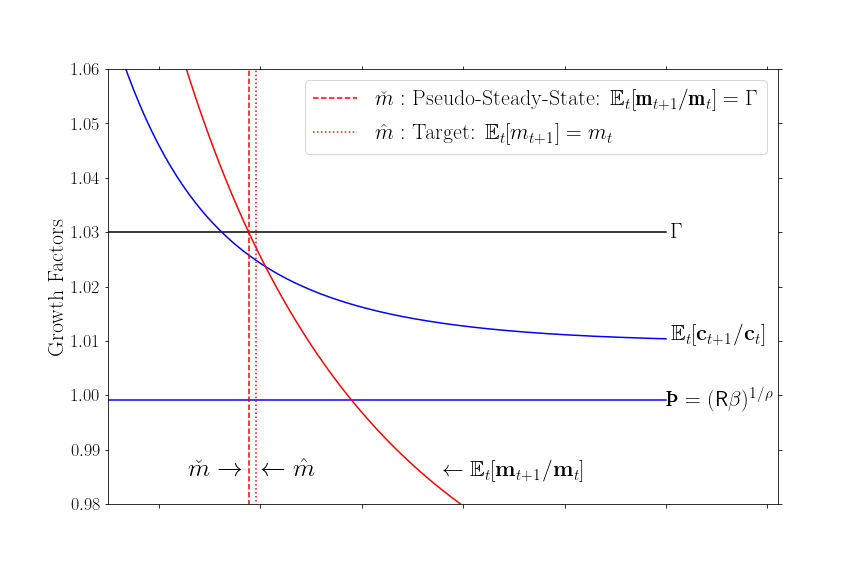 1.06
m̌ : Pseudo-Steady-State: 𝔼ₜ[𝐦ₜ₊₁/𝐦ₜ] = Γ
1.05
m̂ : Target: 𝔼ₜ[mₜ₊₁] = mₜ
1.04
1.03
Γ
Growth Factors
1.02
1.01
𝔼ₜ[𝐜ₜ₊₁/𝐜ₜ]
1.00
Þ = (Rβ)^{1/ρ}
0.99
m̌ → ← m̂ ← 𝔼ₜ[𝐦ₜ₊₁/𝐦ₜ]
0.98